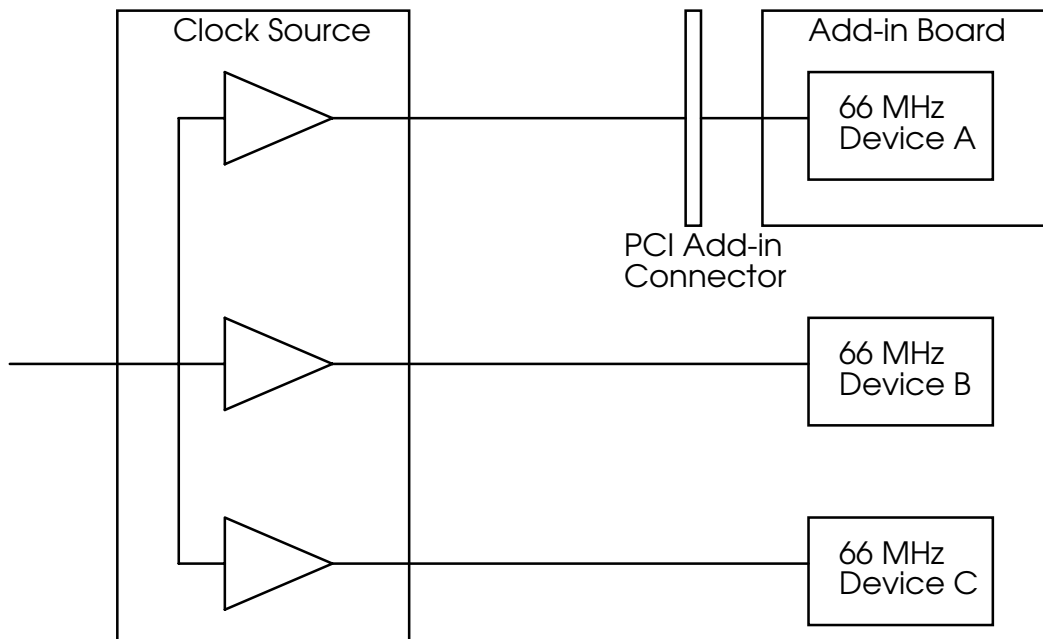 Clock Source
Add-in Board
66 MHz
Device A
PCI Add-in
Connector
66 MHz
Device B
66 MHz
Device C